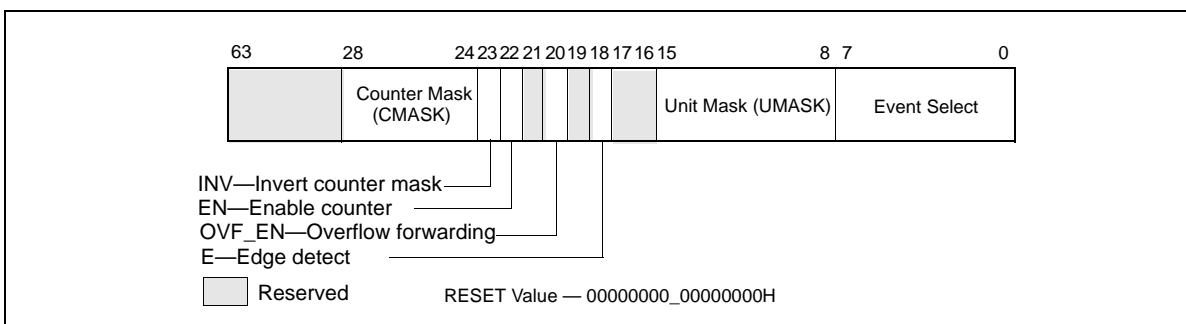 63 28 24 23 22 21 20 19 18 17 16 15 8 7 0
Counter Mask
(CMASK)
Unit Mask (UMASK)
Event Select
INV—Invert counter mask
EN—Enable counter
OVF_EN—Overflow forwarding
E—Edge detect
Reserved
RESET Value — 00000000_00000000H